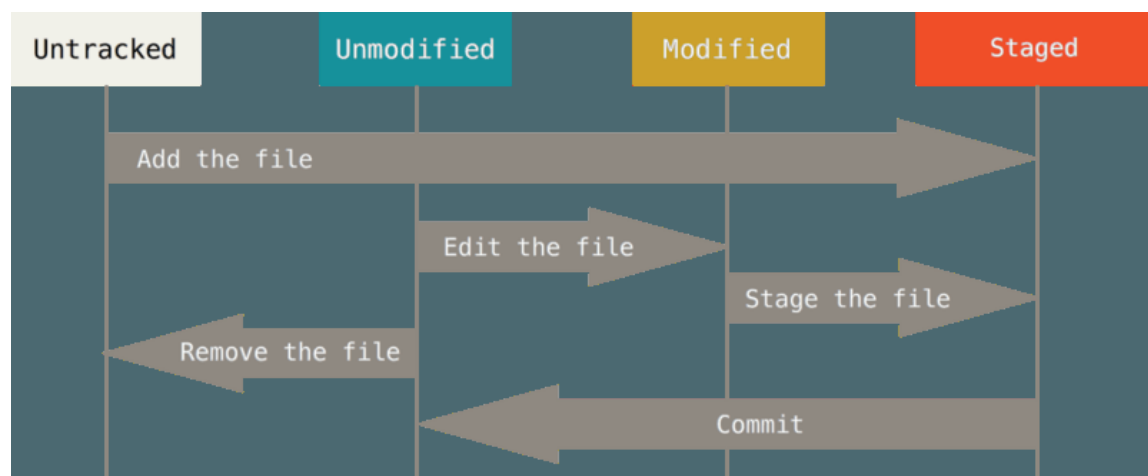 Untracked
Unmodified
Modified
Staged
Add the file
Edit the file
Stage the file
Remove the file
Commit